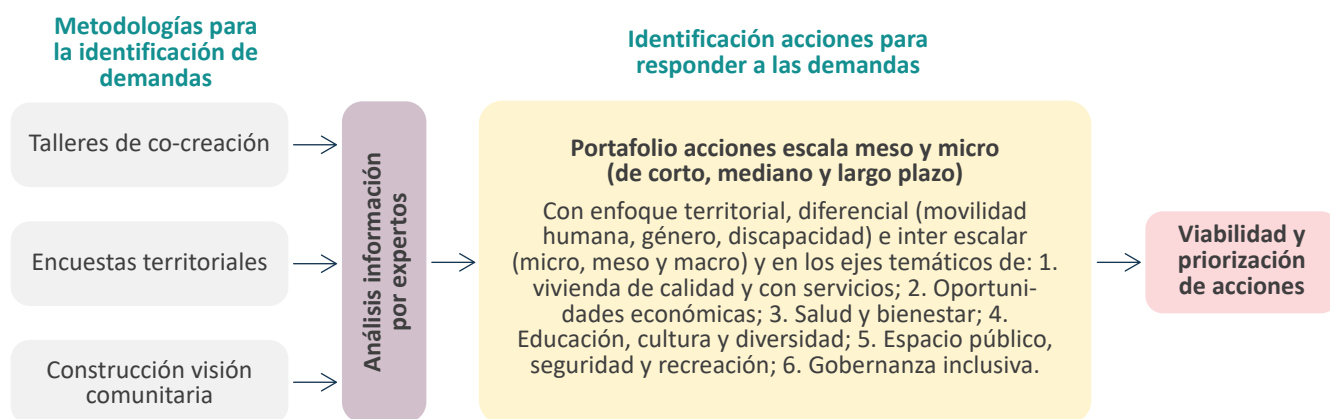 Metodologías para
la identificación de
demandas
Talleres de co-creación
Encuestas territoriales
Construcción visión
comunitaria
Análisis información
por expertos
Identificación acciones para
responder a las demandas
Portafolio acciones escala meso y micro
(de corto, mediano y largo plazo)
Con enfoque territorial, diferencial (movilidad
humana, género, discapacidad) e inter escalar
(micro, meso y macro) y en los ejes temáticos de: 1.
vivienda de calidad y con servicios; 2. Oportuni-
dades económicas; 3. Salud y bienestar; 4.
Educación, cultura y diversidad; 5. Espacio público,
seguridad y recreación; 6. Gobernanza inclusiva.
Viabilidad y
priorización
de acciones